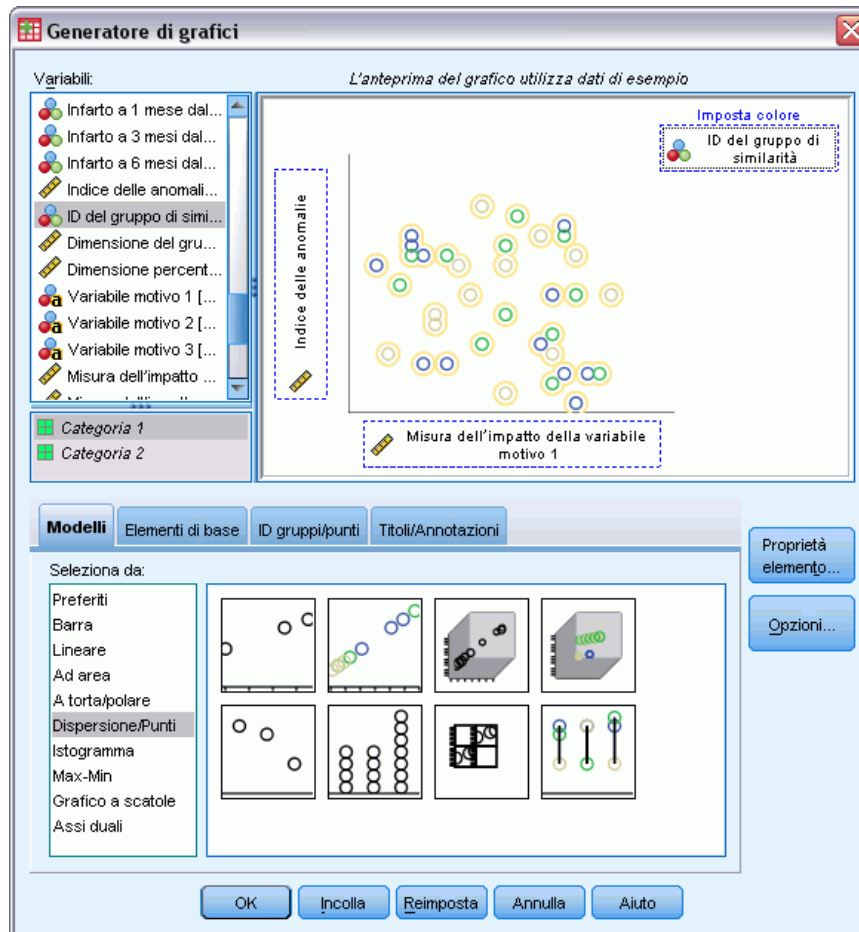 Generatore di grafici
Variabili:
L'anteprima del grafico utilizza dati di esempio
Infarto a 1 mese dal...
Infarto a 3 mesi dal...
Infarto a 6 mesi dal...
Indice delle anomali...
ID del gruppo di simi...
Dimensione del gru...
Dimensione percent...
Variabile motivo 1 [...
Variabile motivo 2 [...
Variabile motivo 3 [...
Misura dell'impatto ...
Categoria 1
Categoria 2
Imposta colore
ID del gruppo di
similarità
Indice delle anomalie
Misura dell'impatto della variabile
motivo 1
Modelli
Elementi di base
ID gruppi/punti
Titoli/Annotazioni
Seleziona da:
Preferiti
Barra
Lineare
Ad area
A torta/polare
Dispersione/Punti
Istogramma
Max-Min
Grafico a scatole
Assi duali
Proprietà
elemento...
Opzioni...
OK
Incolla
Reimposta
Annulla
Aiuto